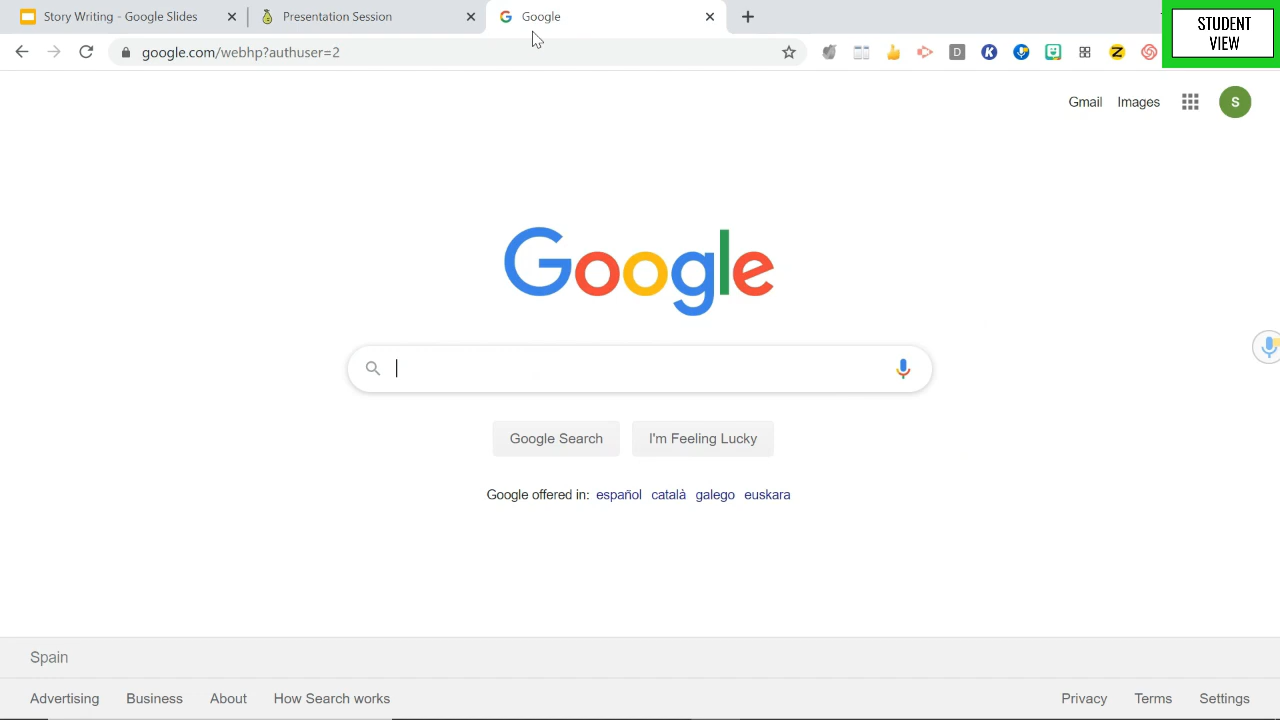 Story Writing - Google Slides
Presentation Session
Google
STUDENT
VIEW
google.com/webhp?authuser=2
D
K
Z
Gmail
Images
S
Google
Google Search
I'm Feeling Lucky
Google offered in: español català galego euskara
Spain
Advertising
Business
About
How Search works
Privacy
Terms
Settings